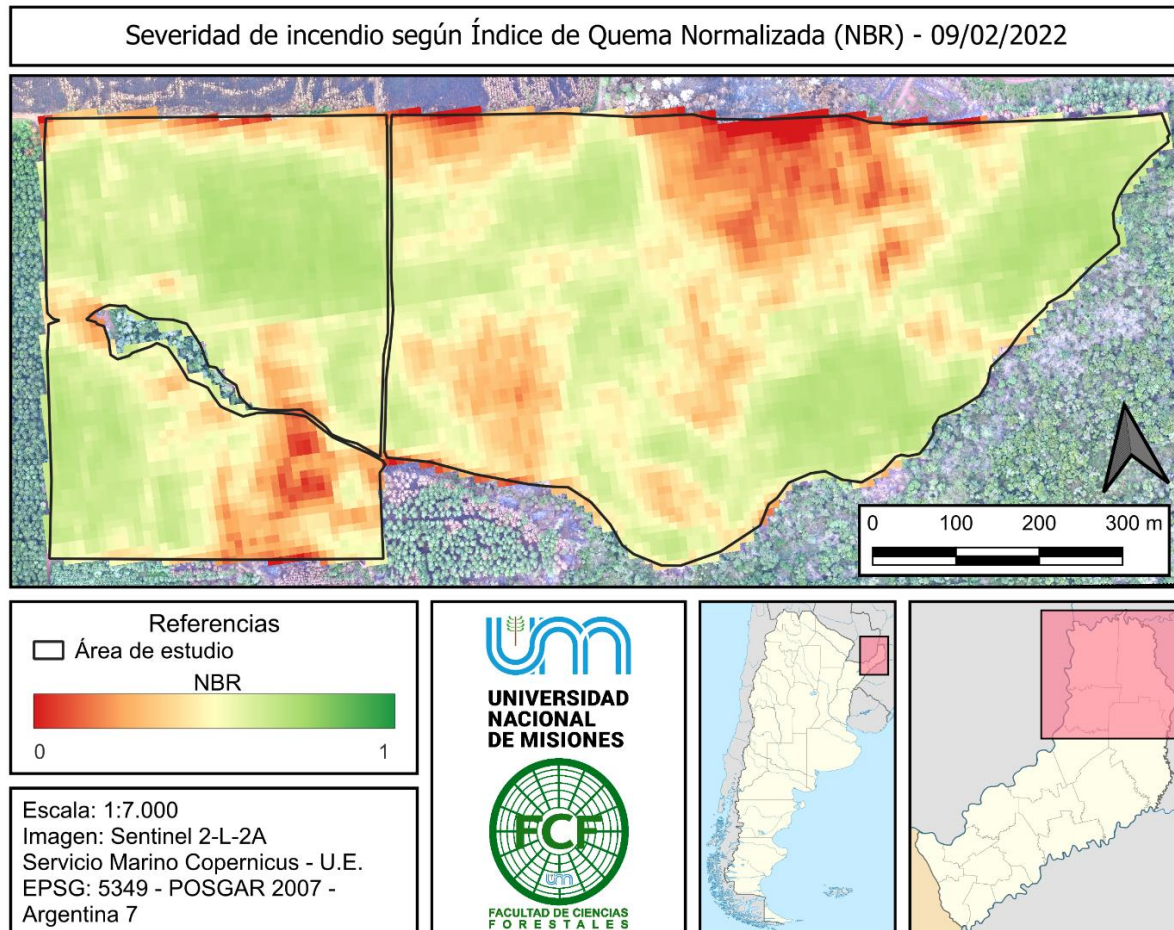 Severidad de incendio según Índice de Quema Normalizada (NBR) - 09/02/2022
0 100 200 300 m
Referencias
Área de estudio
NBR
0 1
Escala: 1:7.000
Imagen: Sentinel 2-L-2A
Servicio Marino Copernicus - U.E.
EPSG: 5349 - POSGAR 2007 -
Argentina 7
um
UNIVERSIDAD
NACIONAL
DE MISIONES
FCF
um
FACULTAD DE CIENCIAS
FORESTALES